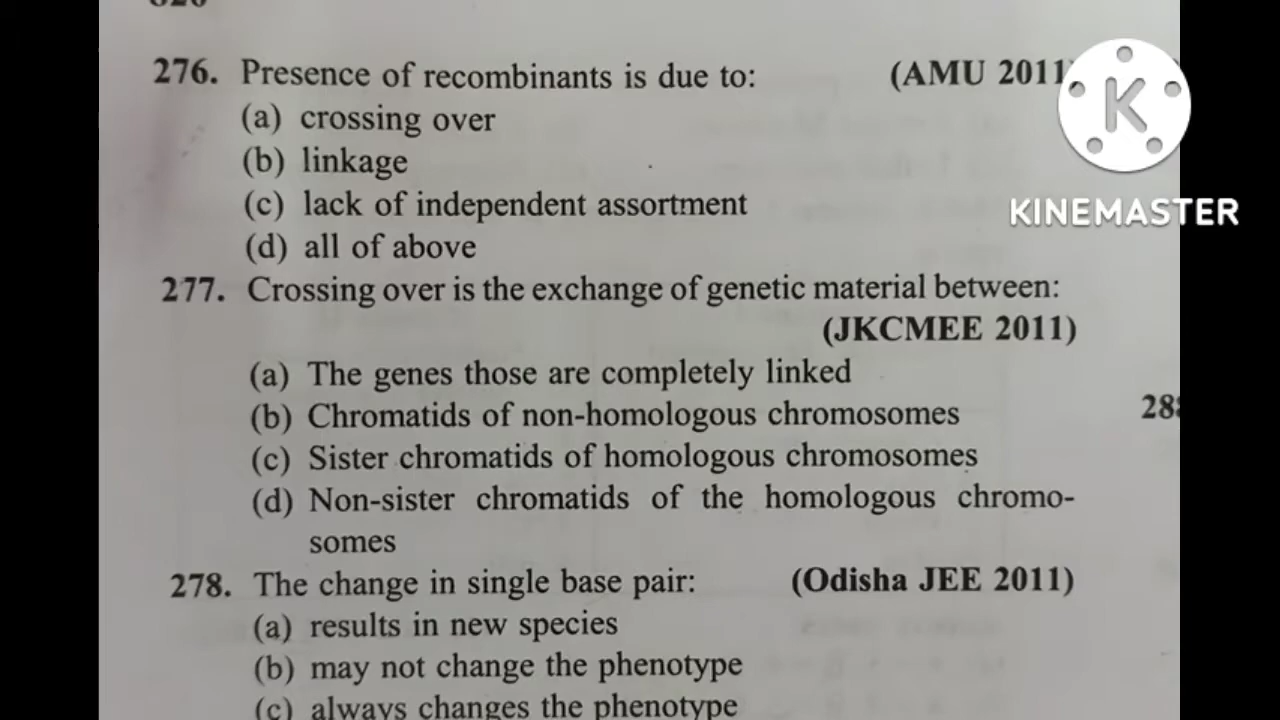 276. Presence of recombinants is due to: (AMU 2011)
(a) crossing over
(b) linkage
(c) lack of independent assortment
(d) all of above
277. Crossing over is the exchange of genetic material between:
(JKCMEE 2011)
(a) The genes those are completely linked
(b) Chromatids of non-homologous chromosomes
(c) Sister chromatids of homologous chromosomes
(d) Non-sister chromatids of the homologous chromo-
somes
278. The change in single base pair: (Odisha JEE 2011)
(a) results in new species
(b) may not change the phenotype
(c) always changes the phenotype
K
KINEMASTER